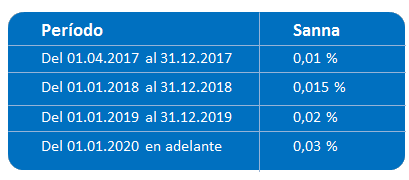 Período Sanna
Del 01.04.2017 al 31.12.2017 0,01 %
Del 01.01.2018 al 31.12.2018 0,015 %
Del 01.01.2019 al 31.12.2019 0,02 %
Del 01.01.2020 en adelante 0,03 %